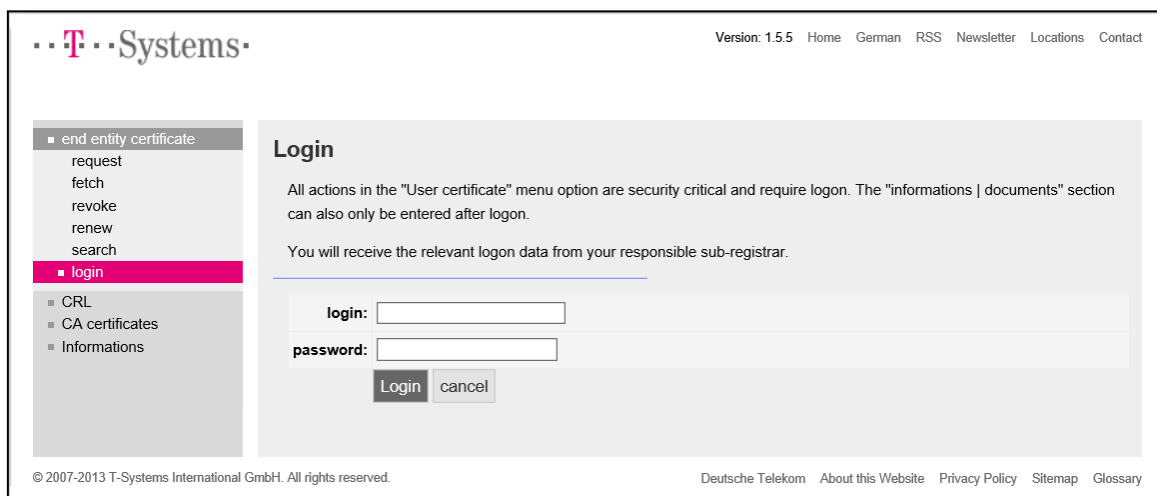 T Systems
Version: 1.5.5 Home German RSS Newsletter Locations Contact
end entity certificate
request
fetch
revoke
renew
search
login
CRL
CA certificates
Informations
Login
All actions in the "User certificate" menu option are security critical and require logon. The "informations | documents" section
can also only be entered after logon.
You will receive the relevant logon data from your responsible sub-registrar.
login:
password:
Login cancel
© 2007-2013 T-Systems International GmbH. All rights reserved.
Deutsche Telekom About this Website Privacy Policy Sitemap Glossary